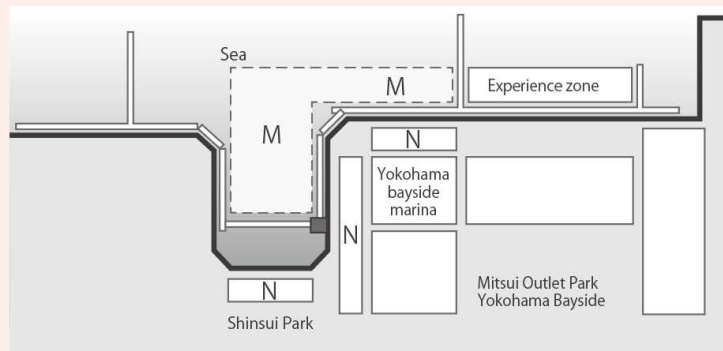 Sea
M
Experience zone
M
N
Yokohama
bayside
marina
N
Mitsui Outlet Park
Yokohama Bayside
N
Shinsui Park